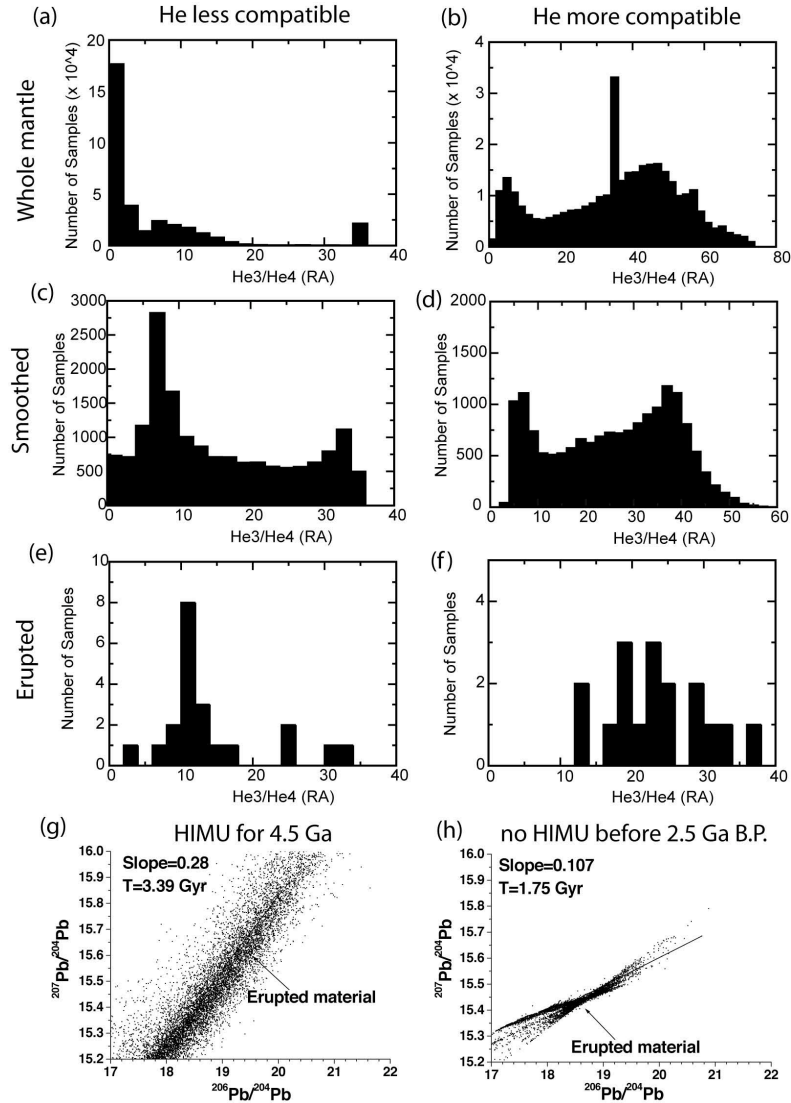 (a) He less compatible
(b) He more compatible
Whole mantle
Number of Samples (x 10^4)
20
15
10
5
0
0 10 20 30 40
He3/He4 (RA)
Number of Samples (x 10^4)
4
3
2
1
0
0 20 40 60 80
He3/He4 (RA)
Smoothed
(c)
Number of Samples
3000
2500
2000
1500
1000
500
0
0 10 20 30 40
He3/He4 (RA)
(d)
Number of Samples
2000
1500
1000
500
0
0 10 20 30 40 50 60
He3/He4 (RA)
Erupted
(e)
Number of Samples
10
8
6
4
2
0
0 10 20 30 40
He3/He4 (RA)
(f)
Number of Samples
4
2
0
0 10 20 30 40
He3/He4 (RA)
(g) HIMU for 4.5 Ga
Slope=0.28
T=3.39 Gyr
Erupted material
207Pb/204Pb
16.0
15.9
15.8
15.7
15.6
15.5
15.4
15.3
15.2
17 18 19 20 21 22
206Pb/204Pb
(h) no HIMU before 2.5 Ga B.P.
Slope=0.107
T=1.75 Gyr
Erupted material
207Pb/204Pb
16.0
15.9
15.8
15.7
15.6
15.5
15.4
15.3
15.2
17 18 19 20 21 22
206Pb/204Pb